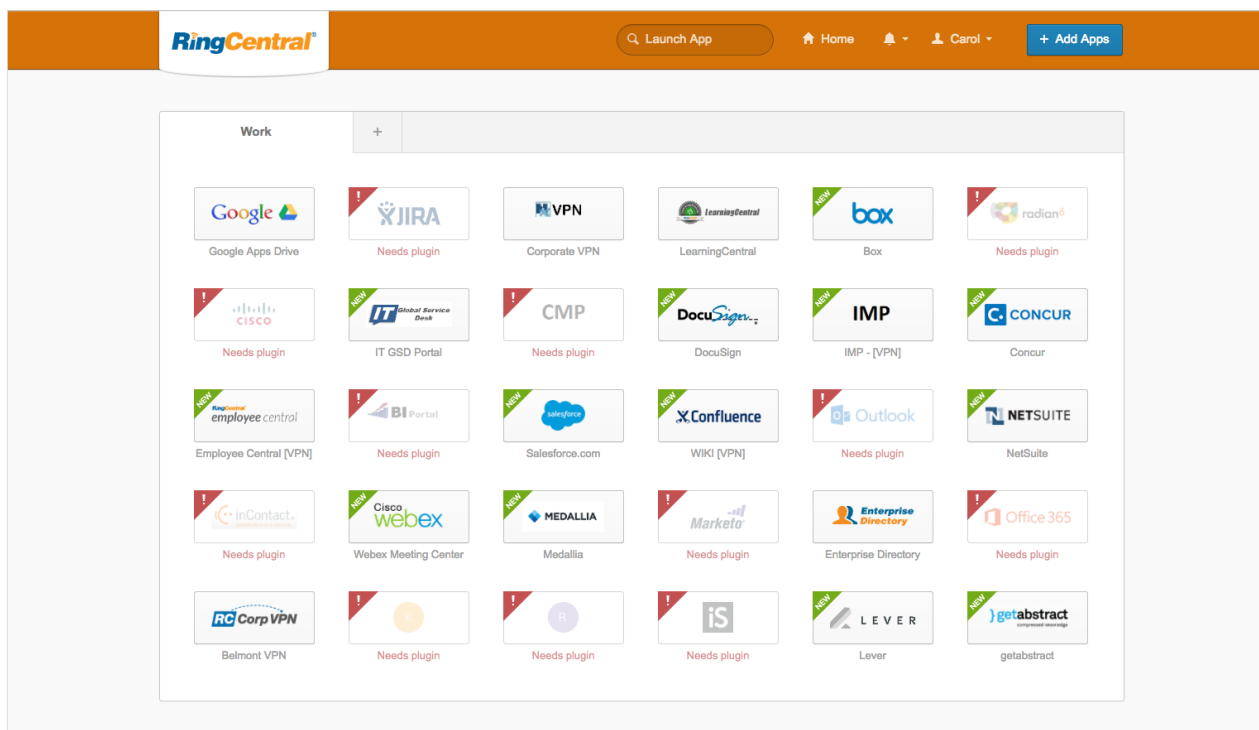 RingCentral®
Launch App
Home
Carol
+ Add Apps
Work
+
Google
! JIRA
VPN
LearningCentral
NEW box
! radian6
Google Apps Drive
Needs plugin
Corporate VPN
LearningCentral
Box
Needs plugin
! CISCO
NEW IT Global Service Desk
! CMP
NEW DocuSign
NEW IMP
NEW C. CONCUR
Needs plugin
IT GSD Portal
Needs plugin
DocuSign
IMP - [VPN]
Concur
NEW RingCentral employee central
! BI Portal
NEW salesforce
NEW Confluence
! Outlook
NEW N NETSUITE
Employee Central [VPN]
Needs plugin
Salesforce.com
WIKI [VPN]
Needs plugin
NetSuite
! inContact
NEW Cisco webex
NEW MEDALLIA
! Marketo
Enterprise Directory
! Office 365
Needs plugin
Webex Meeting Center
Medallia
Needs plugin
Enterprise Directory
Needs plugin
RC Corp VPN
!
! R
! iS
NEW LEVER
NEW }getabstract
compressed knowledge
Belmont VPN
Needs plugin
Needs plugin
Needs plugin
Lever
getabstract